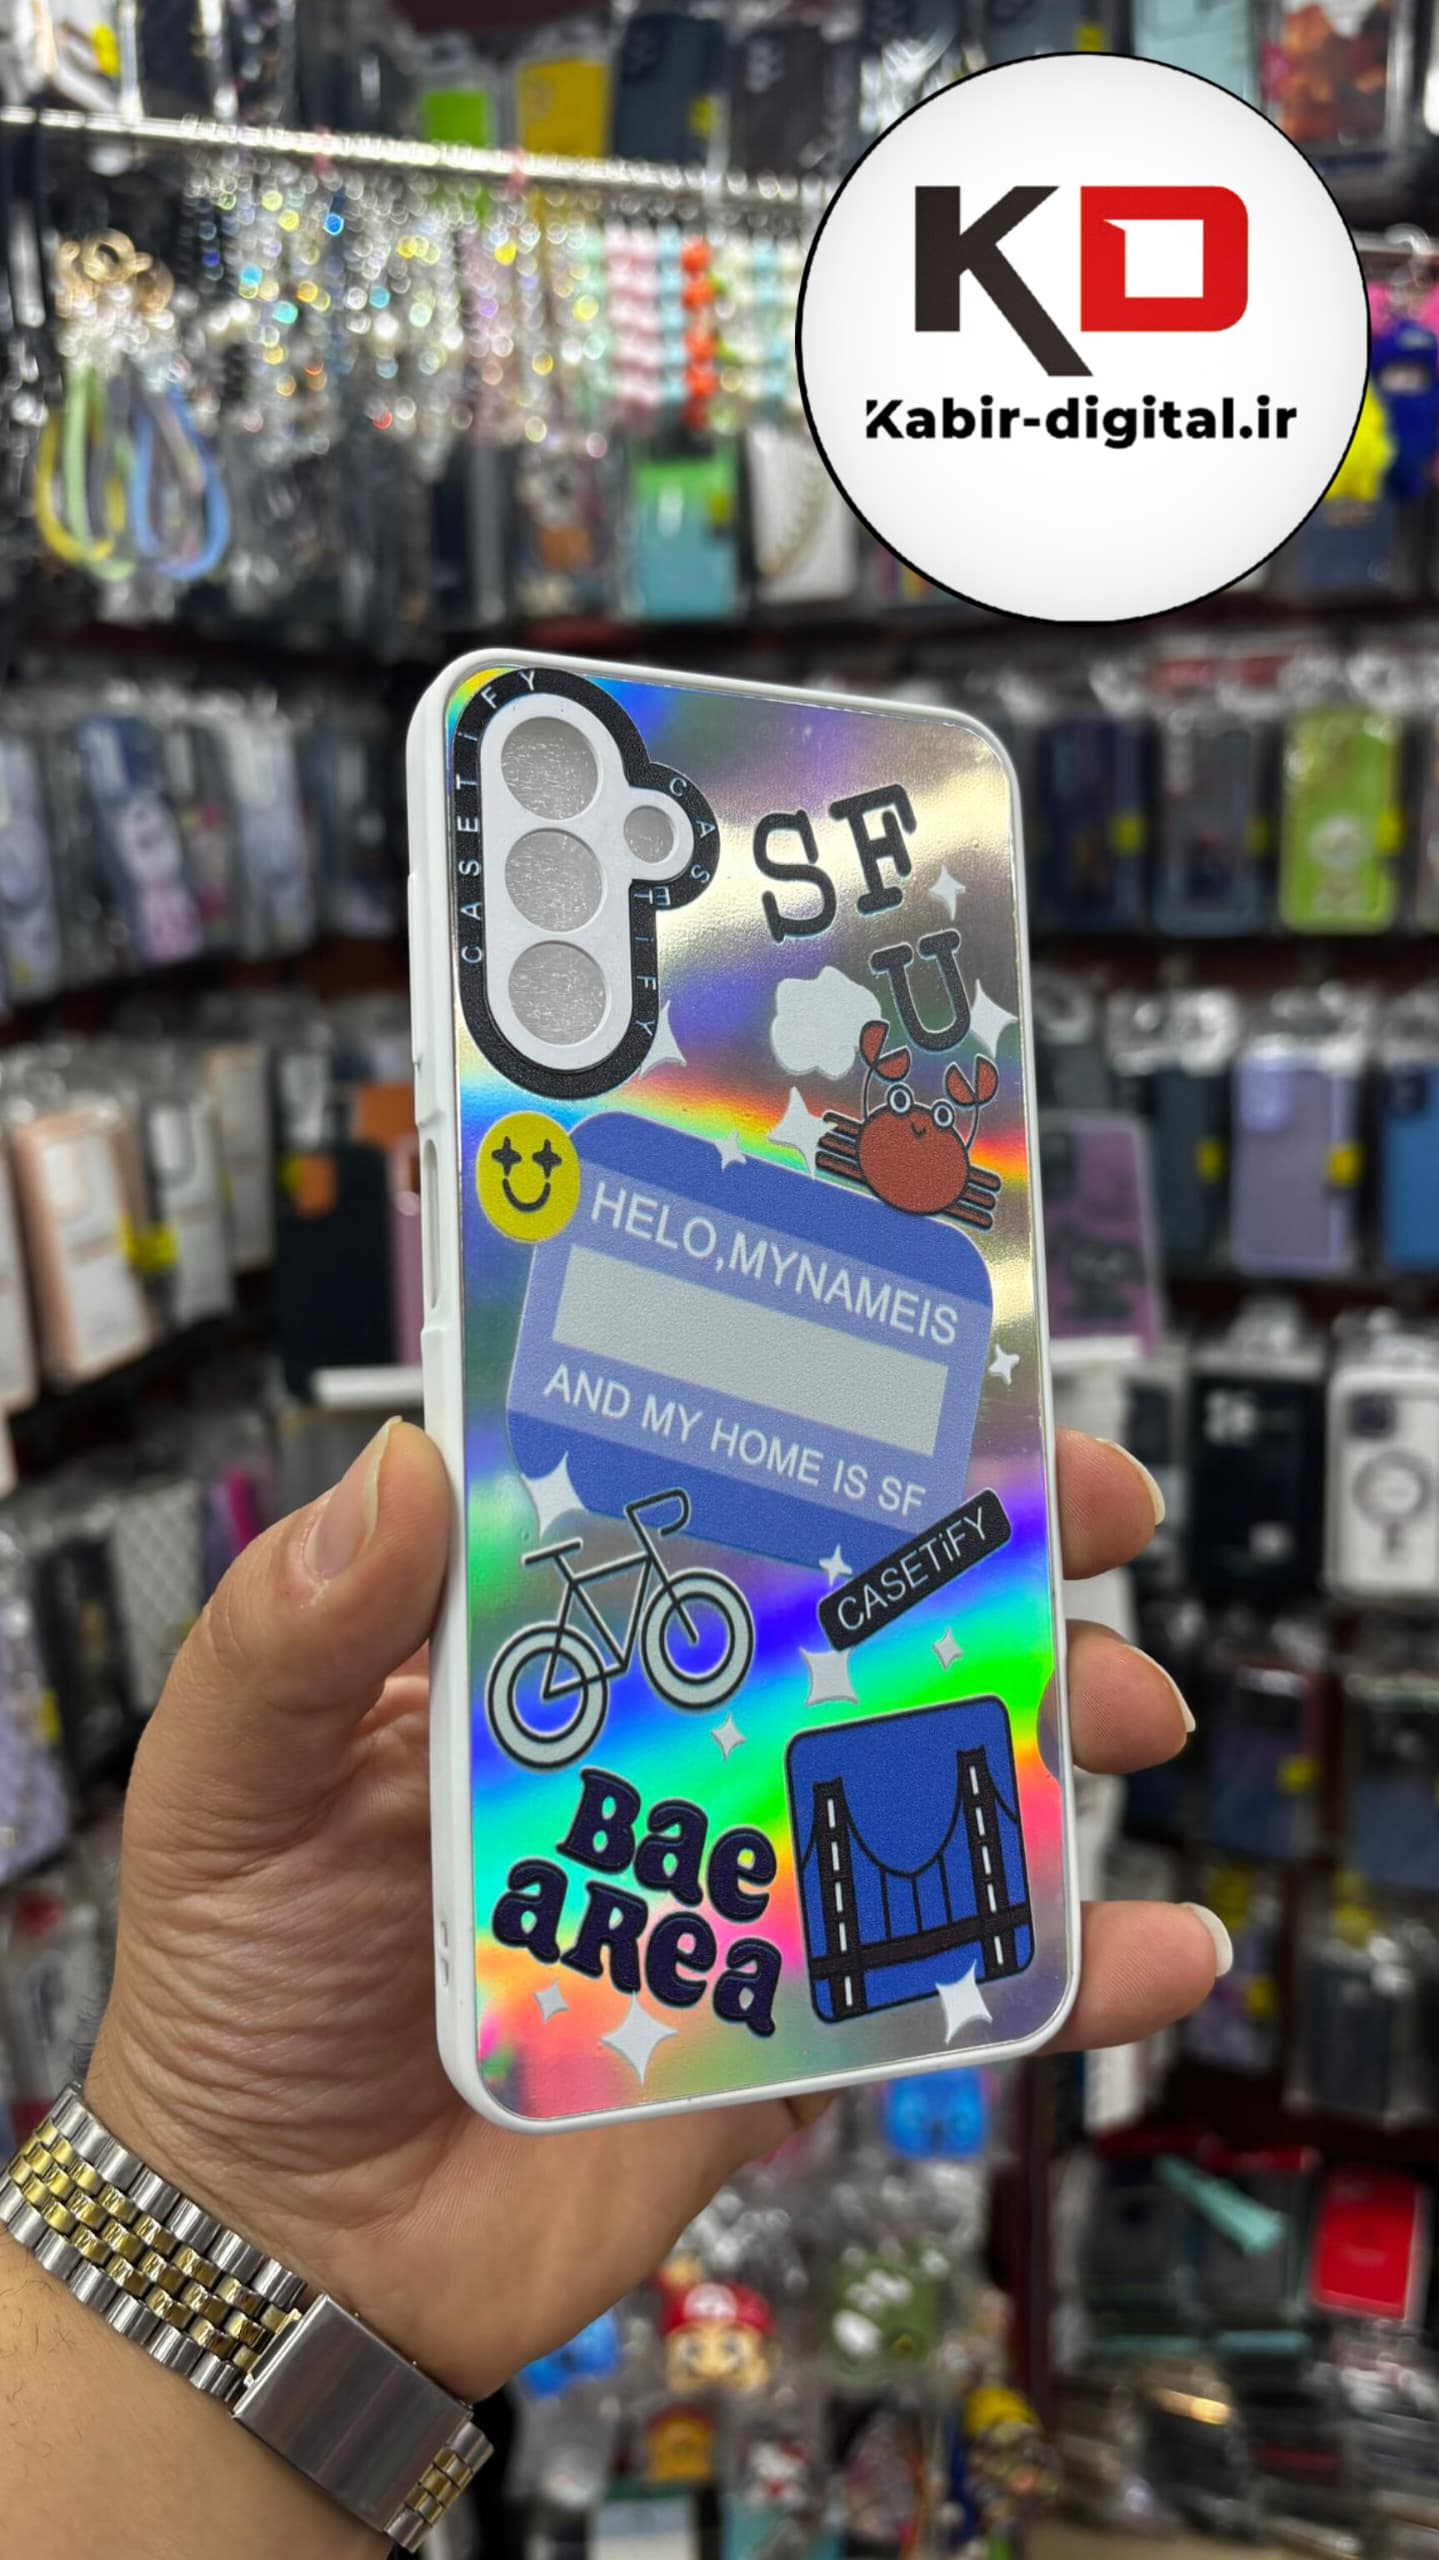 KD
Kabir-digital.ir
CASETiFY
CASETiFY
SF
U
HELO,MYNAMEIS
AND MY HOME IS SF
CASETiFY
Bae
aRea